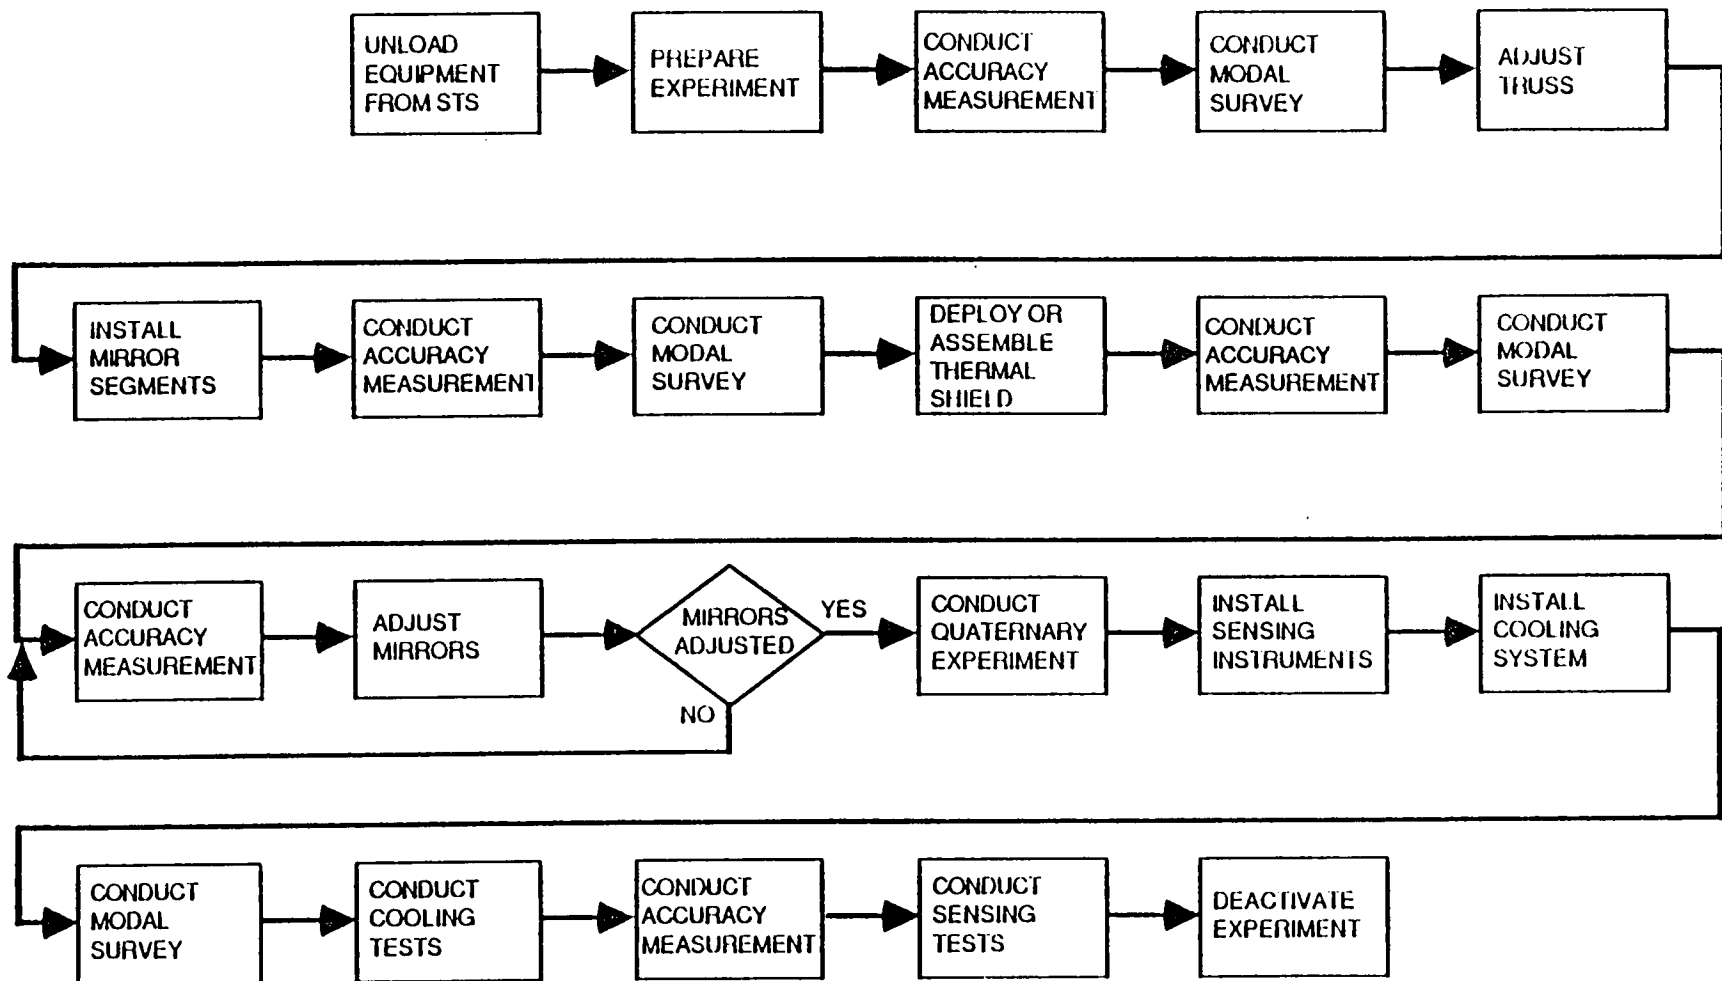 UNLOAD
EQUIPMENT
FROM STS
PREPARE
EXPERIMENT
CONDUCT
ACCURACY
MEASUREMENT
CONDUCT
MODAL
SURVEY
ADJUST
TRUSS
INSTALL
MIRROR
SEGMENTS
CONDUCT
ACCURACY
MEASUREMENT
CONDUCT
MODAL
SURVEY
DEPLOY OR
ASSEMBLE
THERMAL
SHIELD
CONDUCT
ACCURACY
MEASUREMENT
CONDUCT
MODAL
SURVEY
CONDUCT
ACCURACY
MEASUREMENT
ADJUST
MIRRORS
MIRRORS
ADJUSTED
YES
NO
CONDUCT
QUATERNARY
EXPERIMENT
INSTALL
SENSING
INSTRUMENTS
INSTALL
COOLING
SYSTEM
CONDUCT
MODAL
SURVEY
CONDUCT
COOLING
TESTS
CONDUCT
ACCURACY
MEASUREMENT
CONDUCT
SENSING
TESTS
DEACTIVATE
EXPERIMENT